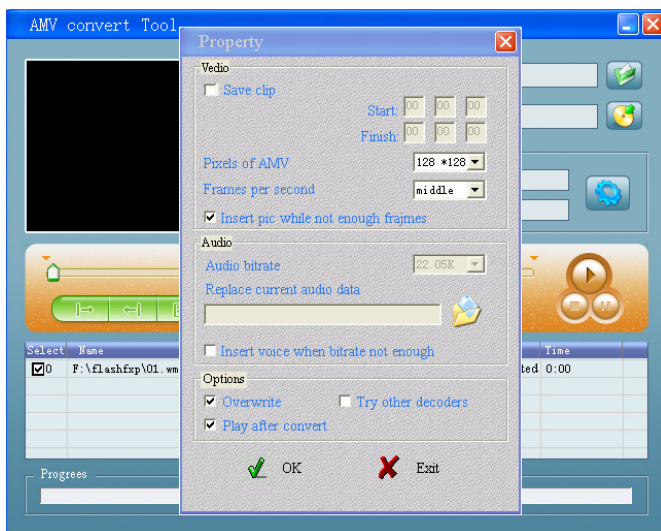 AMV convert Tool
Property
Vedio
Save clip
Start: 00 00 00
Finish: 00 00 00
Pixels of AMV 128 *128
Frames per second middle
Insert pic while not enough frajmes
Audio
Audio bitrate 22.05K
Replace current audio data
Insert voice when bitrate not enough
Select Name Time
0 F:\flashfxp\01.wm ted 0:00
Options
Overwrite Try other decoders
Play after convert
OK Exit
Progrees